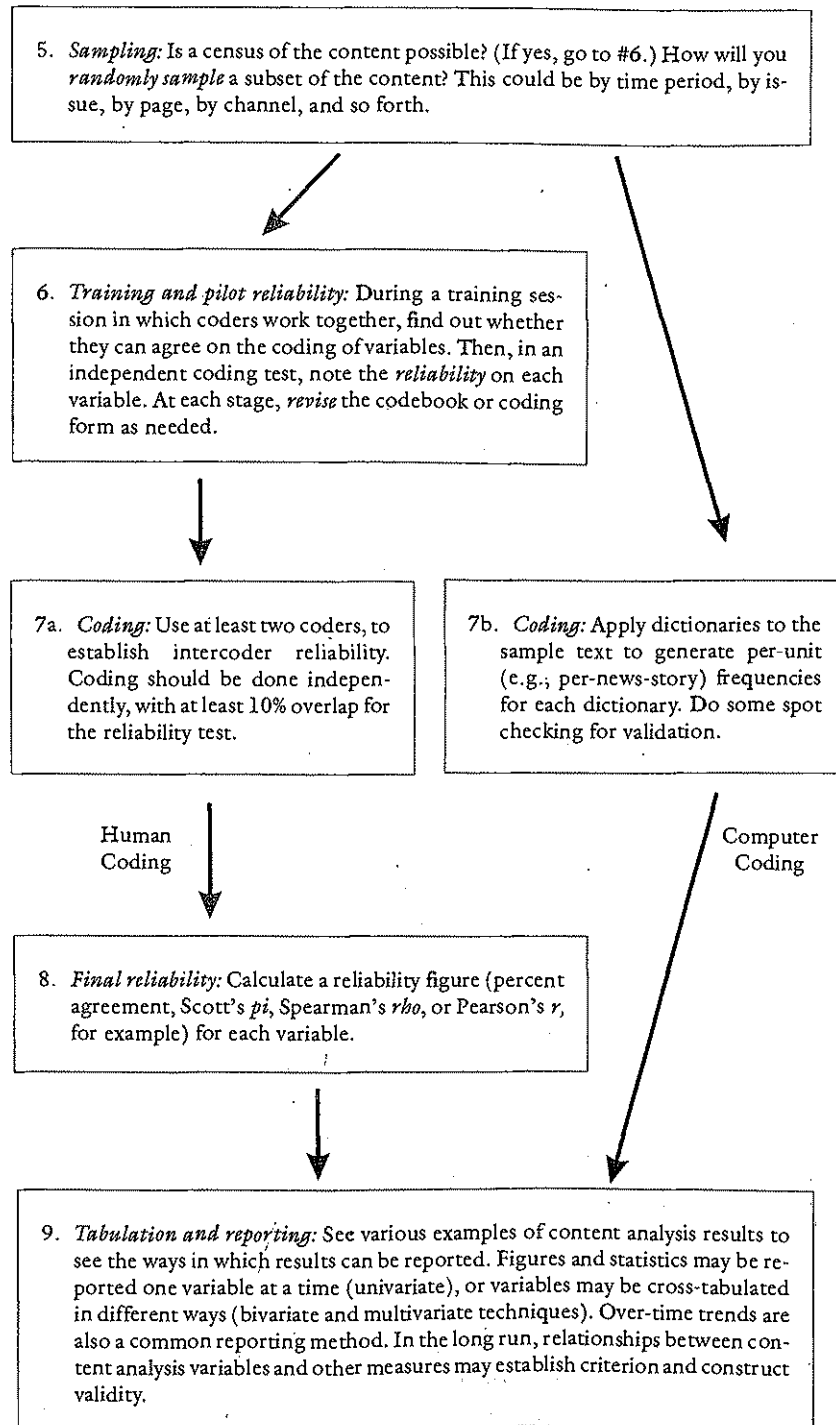 5. Sampling: Is a census of the content possible? (If yes, go to #6.) How will you
randomly sample a subset of the content? This could be by time period, by is-
sue, by page, by channel, and so forth.
6. Training and pilot reliability: During a training ses-
sion in which coders work together, find out whether
they can agree on the coding of variables. Then, in an
independent coding test, note the reliability on each
variable. At each stage, revise the codebook or coding
form as needed.
7a. Coding: Use at least two coders, to
establish intercoder reliability.
Coding should be done indepen-
dently, with at least 10% overlap for
the reliability test.
7b. Coding: Apply dictionaries to the
sample text to generate per-unit
(e.g., per-news-story) frequencies
for each dictionary. Do some spot
checking for validation.
Human
Coding
Computer
Coding
8. Final reliability: Calculate a reliability figure (percent
agreement, Scott's pi, Spearman's rho, or Pearson's r,
for example) for each variable.
9. Tabulation and reporting: See various examples of content analysis results to
see the ways in which results can be reported. Figures and statistics may be re-
ported one variable at a time (univariate), or variables may be cross-tabulated
in different ways (bivariate and multivariate techniques). Over-time trends are
also a common reporting method. In the long run, relationships between con-
tent analysis variables and other measures may establish criterion and construct
validity.